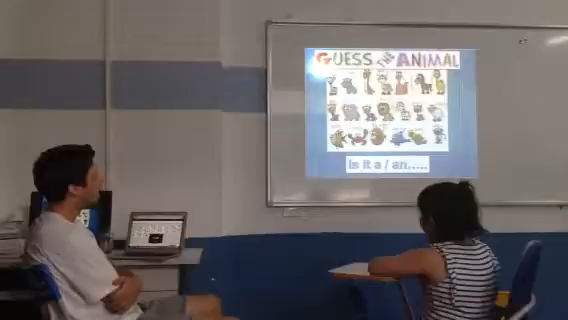 GUESS THE ANIMAL
Is it a / an.....